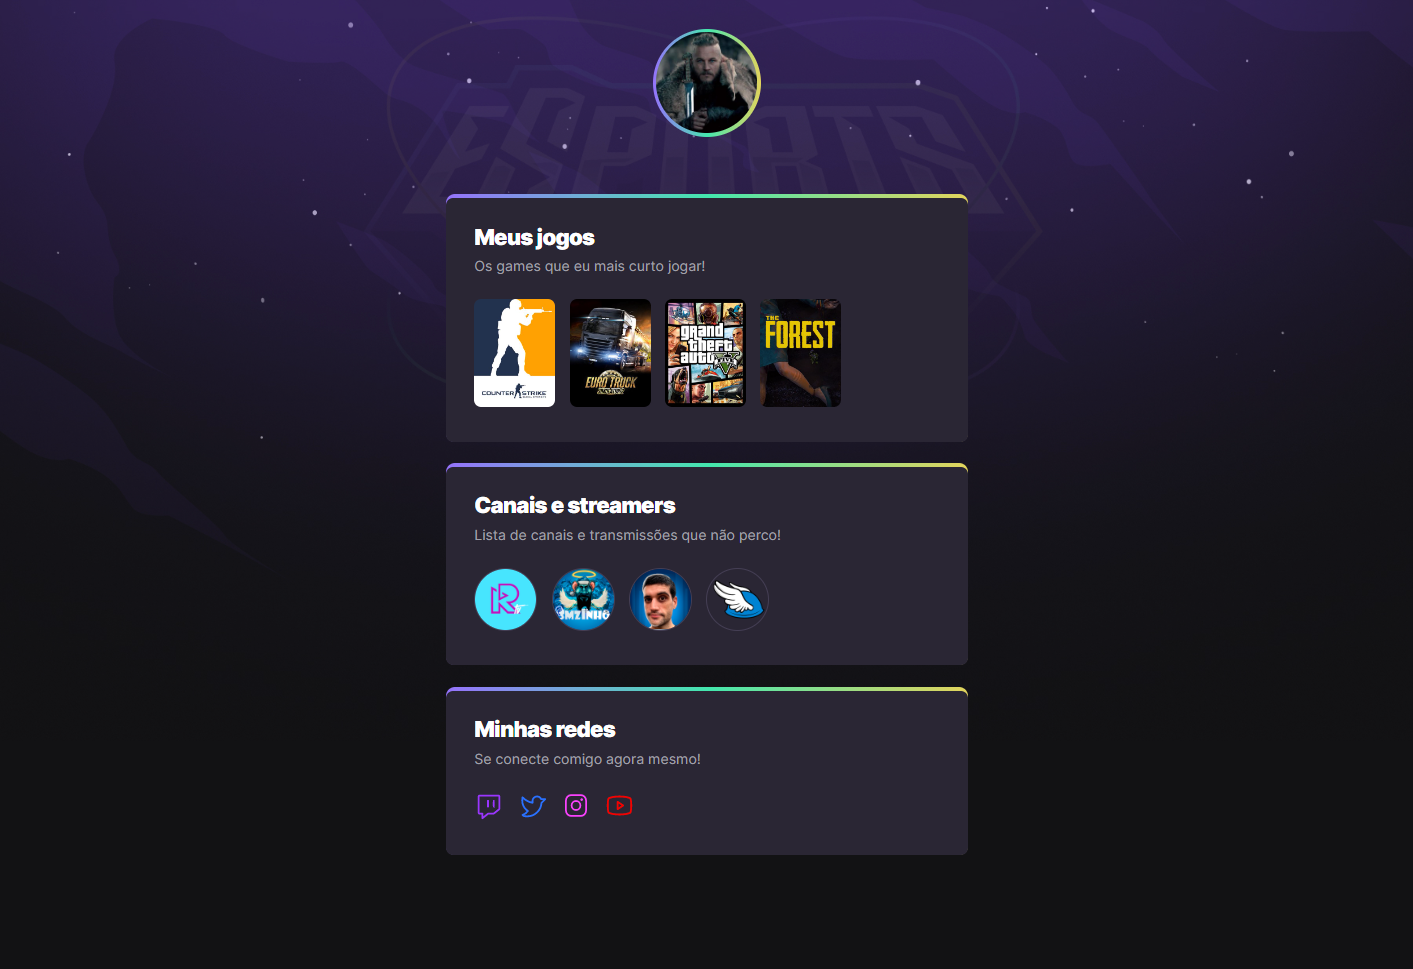 ESPORTS
Meus jogos
Os games que eu mais curto jogar!
COUNTER STRIKE
EURO TRUCK
grand
theft
auto V
THE
FOREST
Canais e streamers
Lista de canais e transmissões que não perco!
R
SMZINHO
Minhas redes
Se conecte comigo agora mesmo!